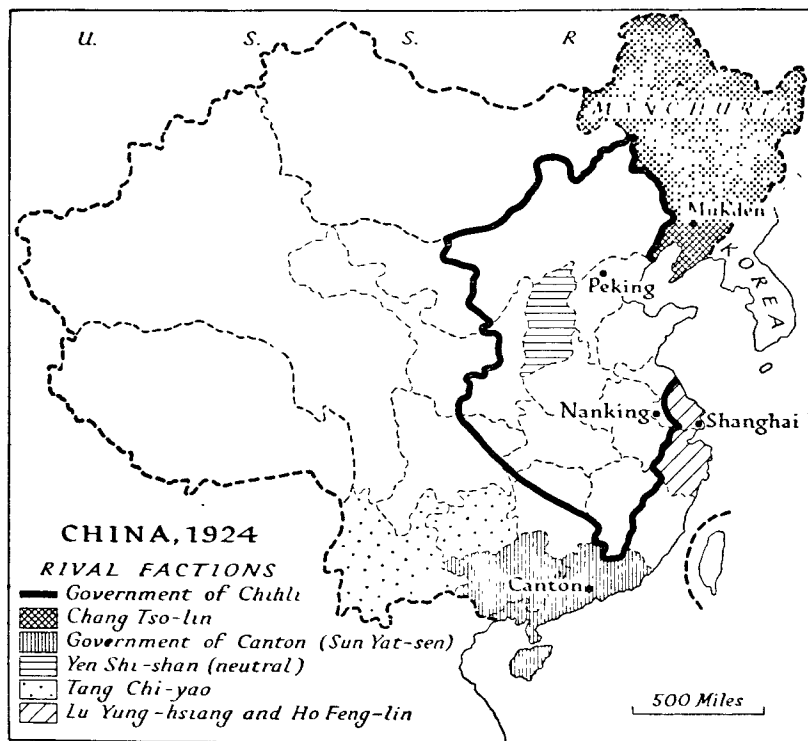 U. S. S. R
MANCHURIA
Mukden
KOREA
Peking
Nanking
Shanghai
CHINA, 1924
RIVAL FACTIONS
Government of Chihli
Chang Tso-lin
Government of Canton (Sun Yat-sen)
Yen Shi-shan (neutral)
Tang Chi-yao
Lu Yung-hsiang and Ho Feng-lin
Canton
500 Miles